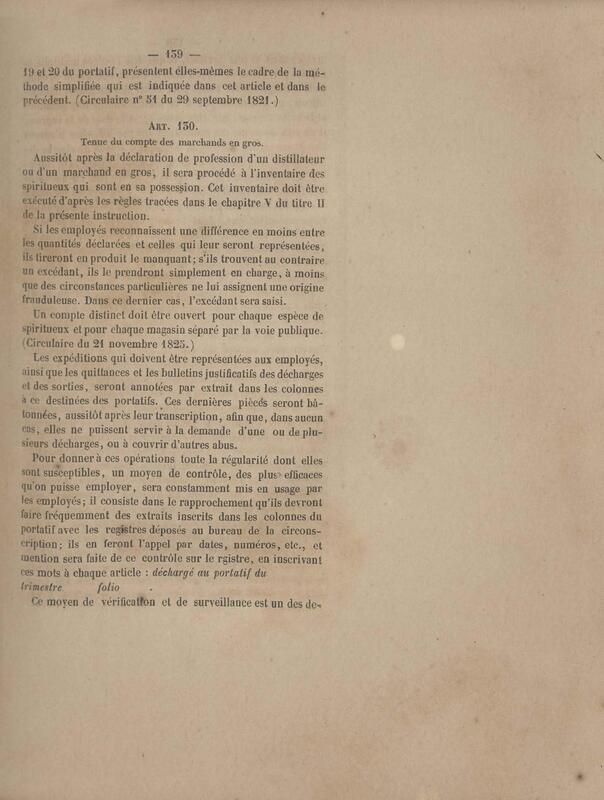 — 139 —
19 et 20 du portatif, présentent elles-mêmes le cadre de la mé-
thode simplifiée qui est indiquée dans cet article et dans le
précédent. (Circulaire n° 51 du 29 septembre 1821.)
ART. 130.
Tenue du compte des marchands en gros.
Aussitôt après la déclaration de profession d'un distillateur
ou d'un marchand en gros, il sera procédé à l'inventaire des
spiritueux qui sont en sa possession. Cet inventaire doit être
exécuté d'après les règles tracées dans le chapitre V du titre II
de la présente instruction.
Si les employés reconnaissent une différence en moins entre
les quantités déclarées et celles qui leur seront représentées,
ils tireront en produit le manquant; s'ils trouvent au contraire
un excédant, ils le prendront simplement en charge, à moins
que des circonstances particulières ne lui assignent une origine
frauduleuse. Dans ce dernier cas, l'excédant sera saisi.
Un compte distinct doit être ouvert pour chaque espèce de
spiritueux et pour chaque magasin séparé par la voie publique.
(Circulaire du 21 novembre 1825.)
Les expéditions qui doivent être représentées aux employés,
ainsi que les quittances et les bulletins justificatifs des décharges
et des sorties, seront annotées par extrait dans les colonnes
à ce destinées des portatifs. Ces dernières pièces seront bâ-
tonnées, aussitôt après leur transcription, afin que, dans aucun
cas, elles ne puissent servir à la demande d'une ou de plu-
sieurs décharges, ou à couvrir d'autres abus.
Pour donner à ces opérations toute la régularité dont elles
sont susceptibles, un moyen de contrôle, des plus efficaces
qu'on puisse employer, sera constamment mis en usage par
les employés; il consiste dans le rapprochement qu'ils devront
faire fréquemment des extraits inscrits dans les colonnes du
portatif avec les registres déposés au bureau de la circons-
cription; ils en feront l'appel par dates, numéros, etc., et
mention sera faite de ce contrôle sur le rgistre, en inscrivant
ces mots à chaque article : déchargé au portatif du
trimestre folio .
Ce moyen de vérification et de surveillance est un des de-